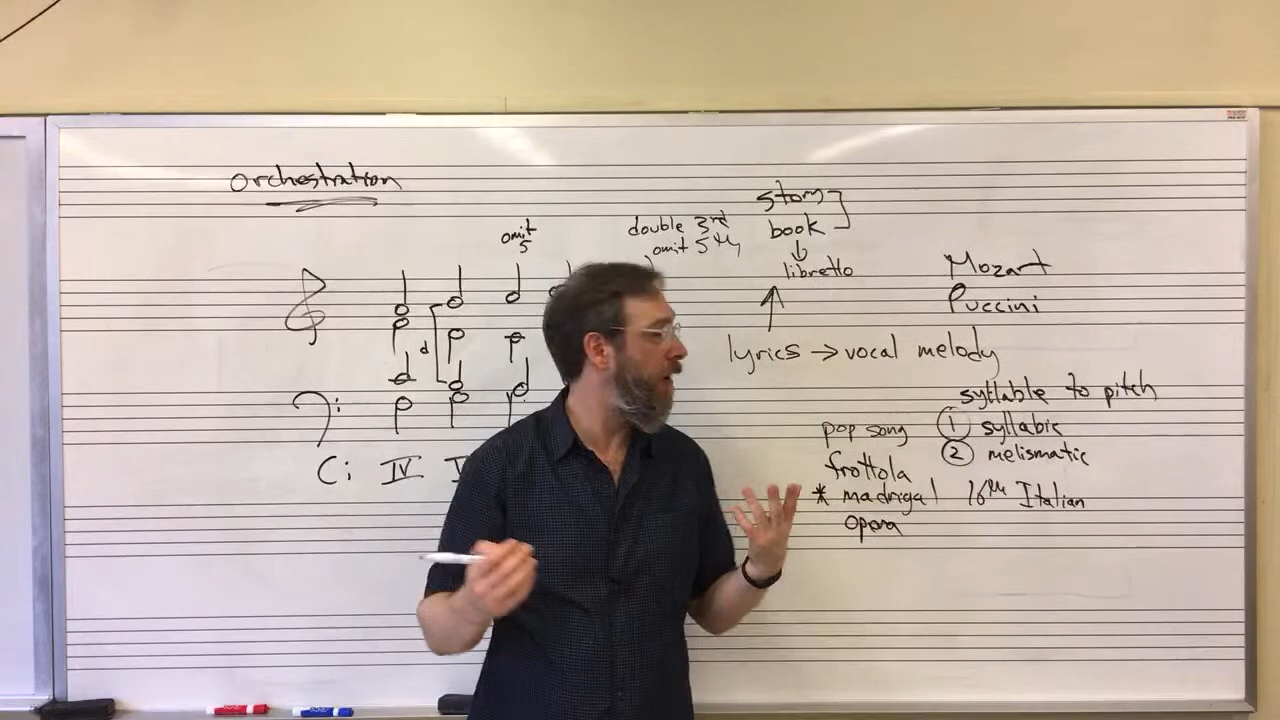 Orchestration
omit
5
double 3rd
omit 5th
story
book
libretto
lyrics → vocal melody
Mozart
Puccini
syllable to pitch
pop song
① syllabic
② melismatic
frottola
* madrigal 16th Italian
opera
d
C: IV